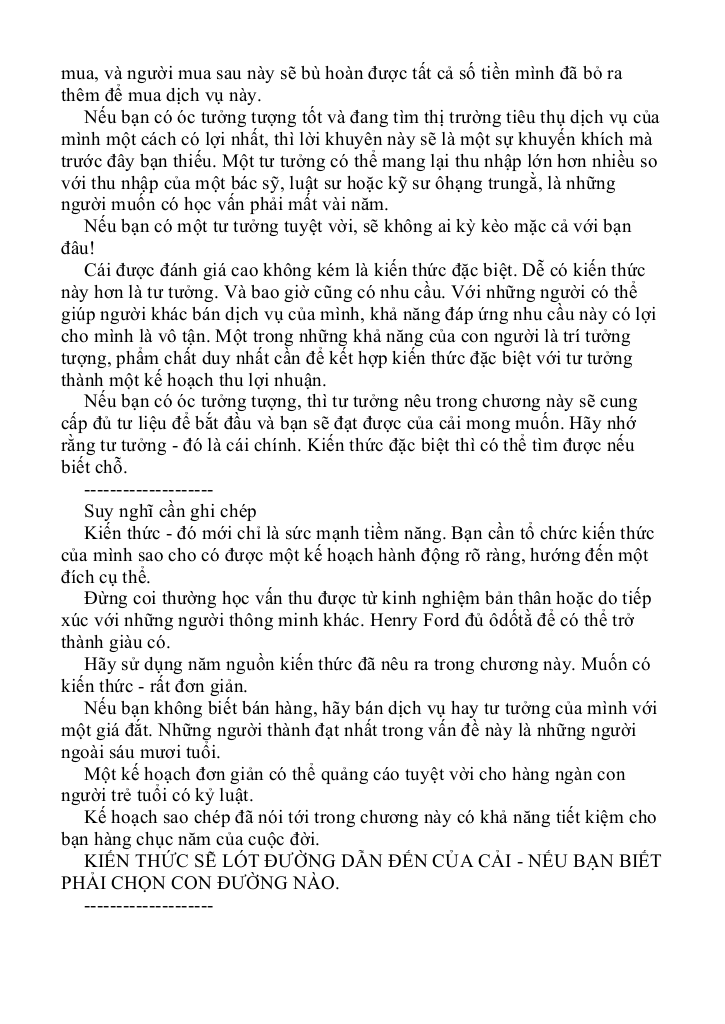 mua, và người mua sau này sẽ bù hoàn được tất cả số tiền mình đã bỏ ra
thêm để mua dịch vụ này.
Nếu bạn có óc tưởng tượng tốt và đang tìm thị trường tiêu thụ dịch vụ của
mình một cách có lợi nhất, thì lời khuyên này sẽ là một sự khuyến khích mà
trước đây bạn thiếu. Một tư tưởng có thể mang lại thu nhập lớn hơn nhiều so
với thu nhập của một bác sỹ, luật sư hoặc kỹ sư ôhạng trungằ, là những
người muốn có học vấn phải mất vài năm.
Nếu bạn có một tư tưởng tuyệt vời, sẽ không ai kỳ kèo mặc cả với bạn
đâu!
Cái được đánh giá cao không kém là kiến thức đặc biệt. Dễ có kiến thức
này hơn là tư tưởng. Và bao giờ cũng có nhu cầu. Với những người có thể
giúp người khác bán dịch vụ của mình, khả năng đáp ứng nhu cầu này có lợi
cho mình là vô tận. Một trong những khả năng của con người là trí tưởng
tượng, phẩm chất duy nhất cần để kết hợp kiến thức đặc biệt với tư tưởng
thành một kế hoạch thu lợi nhuận.
Nếu bạn có óc tưởng tượng, thì tư tưởng nêu trong chương này sẽ cung
cấp đủ tư liệu để bắt đầu và bạn sẽ đạt được của cải mong muốn. Hãy nhớ
rằng tư tưởng - đó là cái chính. Kiến thức đặc biệt thì có thể tìm được nếu
biết chỗ.
--------------------
Suy nghĩ cần ghi chép
Kiến thức - đó mới chỉ là sức mạnh tiềm năng. Bạn cần tổ chức kiến thức
của mình sao cho có được một kế hoạch hành động rõ ràng, hướng đến một
đích cụ thể.
Đừng coi thường học vấn thu được từ kinh nghiệm bản thân hoặc do tiếp
xúc với những người thông minh khác. Henry Ford đủ ôdốtằ để có thể trở
thành giàu có.
Hãy sử dụng năm nguồn kiến thức đã nêu ra trong chương này. Muốn có
kiến thức - rất đơn giản.
Nếu bạn không biết bán hàng, hãy bán dịch vụ hay tư tưởng của mình với
một giá đắt. Những người thành đạt nhất trong vấn đề này là những người
ngoài sáu mươi tuổi.
Một kế hoạch đơn giản có thể quảng cáo tuyệt vời cho hàng ngàn con
người trẻ tuổi có kỷ luật.
Kế hoạch sao chép đã nói tới trong chương này có khả năng tiết kiệm cho
bạn hàng chục năm của cuộc đời.
KIẾN THỨC SẼ LÓT ĐƯỜNG DẪN ĐẾN CỦA CẢI - NẾU BẠN BIẾT
PHẢI CHỌN CON ĐƯỜNG NÀO.
--------------------